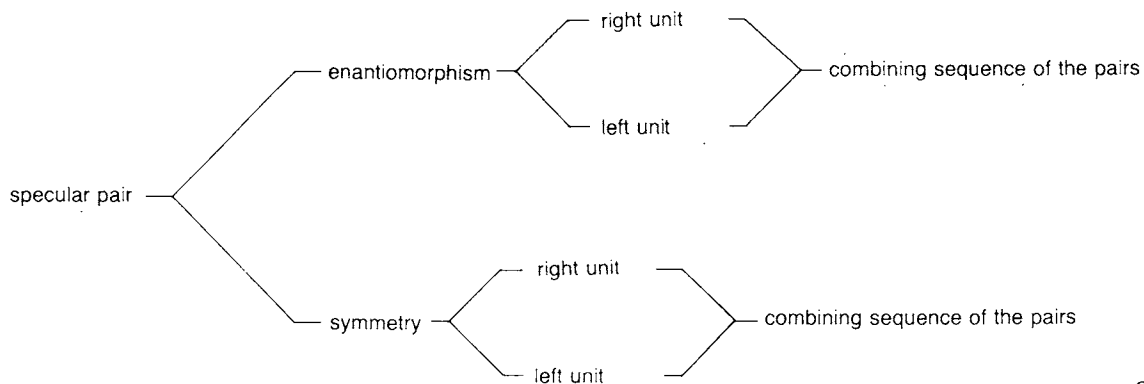 right unit
enantiomorphism
combining sequence of the pairs
left unit
specular pair
right unit
symmetry
combining sequence of the pairs
left unit